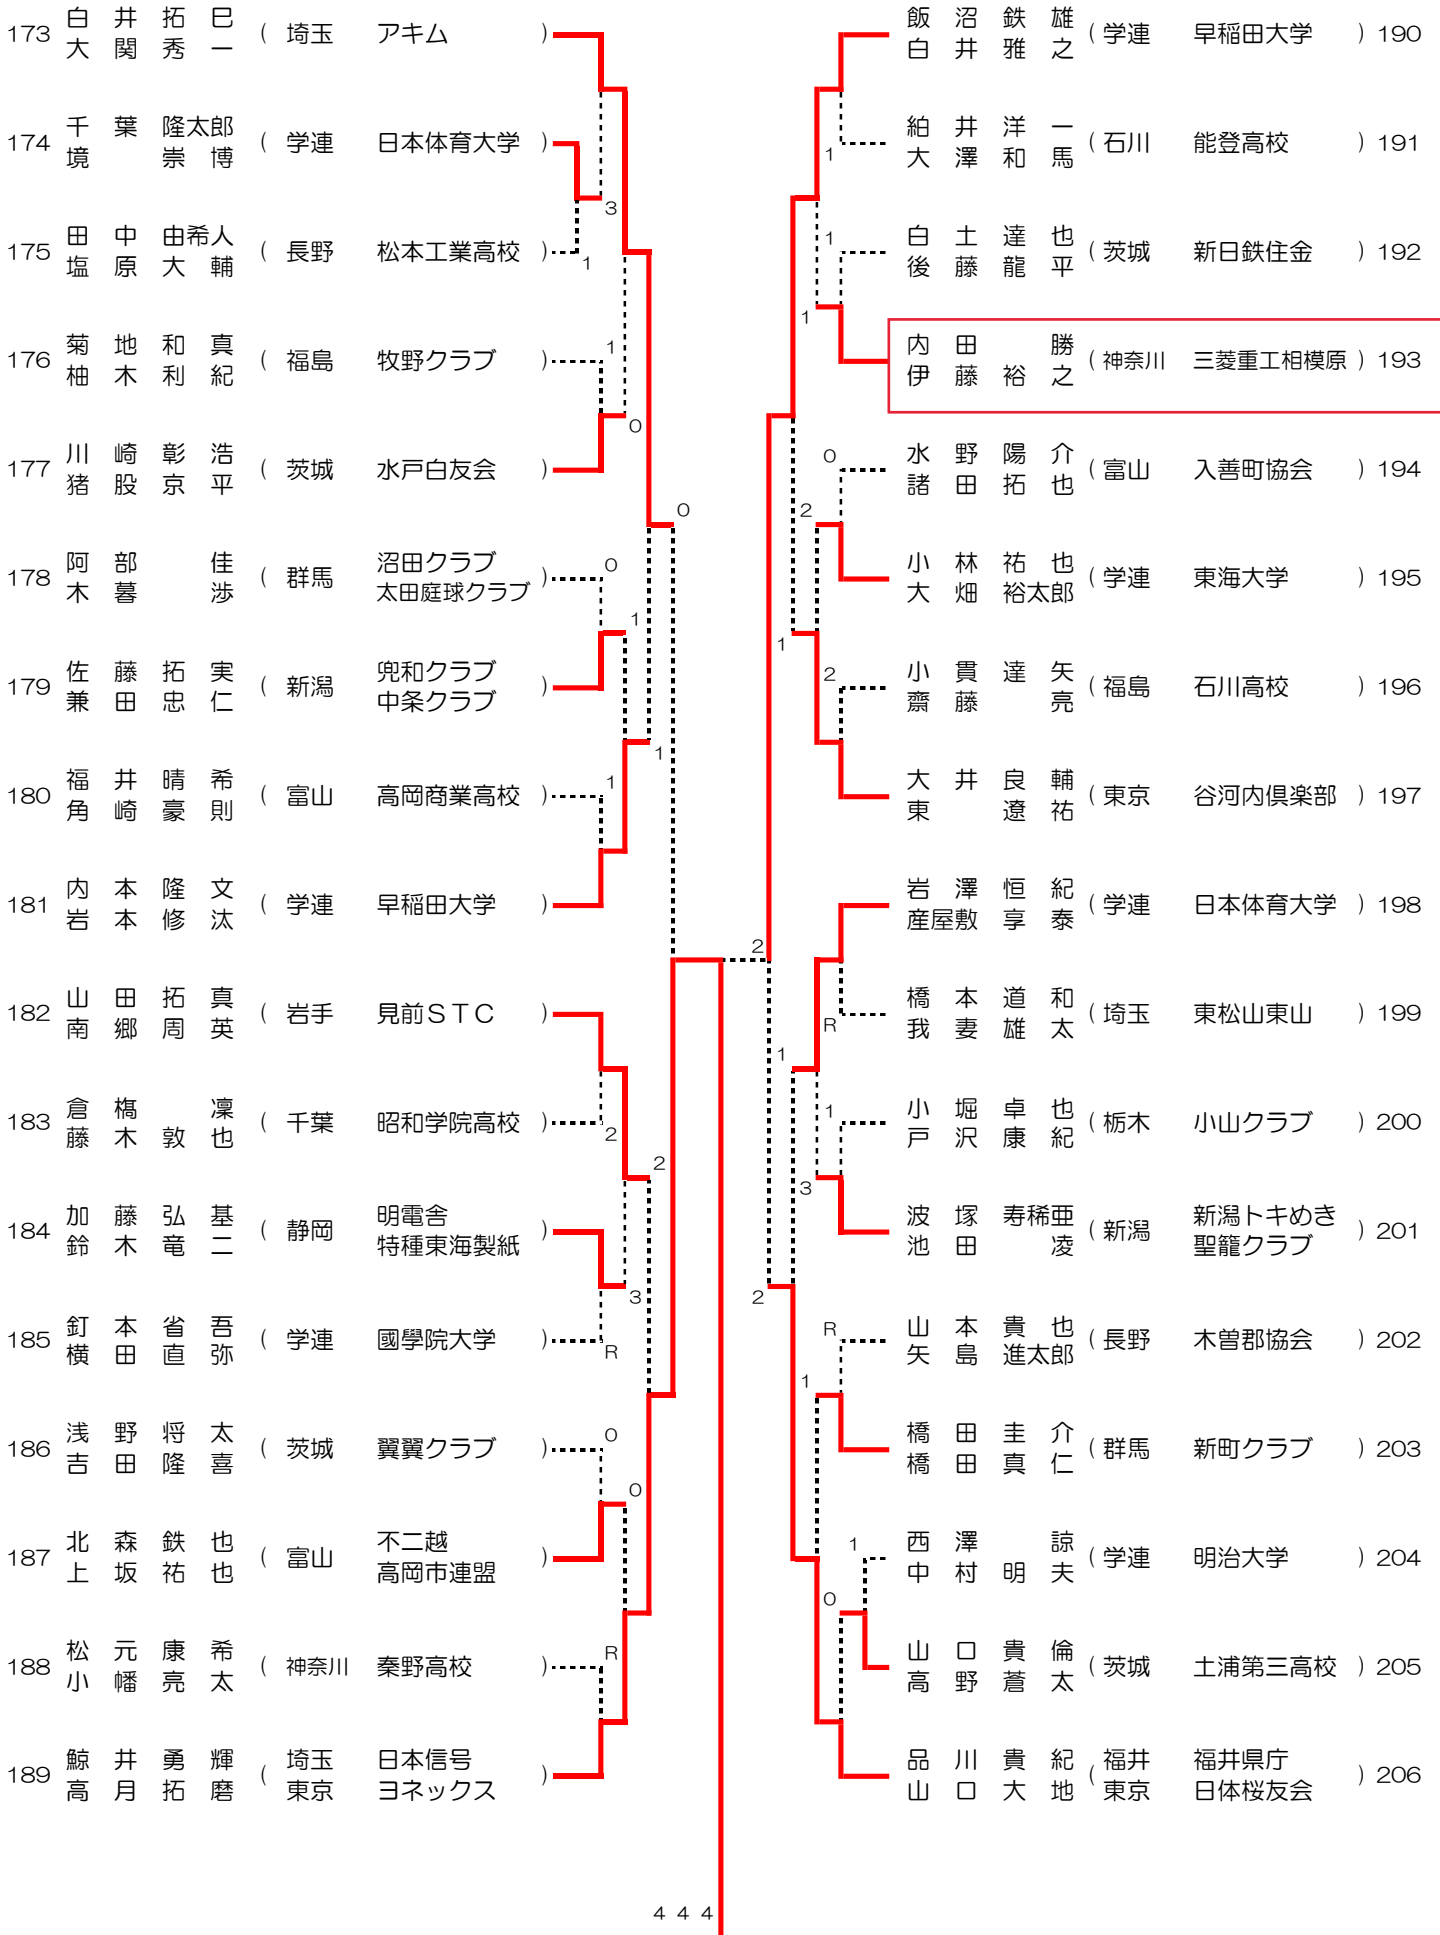 173 白井拓巳 ( 埼玉 アキム )
大関秀一
174 千葉隆太郎 ( 学連 日本体育大学 )
境崇博
3
175 田中由希人 ( 長野 松本工業高校 )
塩原大輔
1
176 菊地和真 ( 福島 牧野クラブ )
柚木利紀
1
0
177 川崎彰浩 ( 茨城 水戸白友会 )
猪股京平
0
178 阿部佳 ( 群馬 沼田クラブ
木暮渉 太田庭球クラブ )
0
1
179 佐藤拓実 ( 新潟 兜和クラブ
兼田忠仁 中条クラブ )
1
180 福井晴希 ( 富山 高岡商業高校 )
角崎豪則
1
181 内本隆文 ( 学連 早稲田大学 )
岩本修汰
182 山田拓真 ( 岩手 見前STC )
南郷周英
183 倉橋凜 ( 千葉 昭和学院高校 )
藤木敦也
2
2
184 加藤弘基 ( 静岡 明電舎
鈴木竜二 特種東海製紙 )
3
185 釘本省吾 ( 学連 國學院大学 )
横田直弥
R
186 浅野将太 ( 茨城 翼翼クラブ )
吉田隆喜
0
0
187 北森鉄也 ( 富山 不二越
上坂祐也 高岡市連盟 )
188 松元康希 ( 神奈川 秦野高校 )
小幡亮太
R
189 鯨井勇輝 ( 埼玉 日本信号
高月拓磨 東京 ヨネックス )
飯沼鉄雄 ( 学連 早稲田大学 ) 190
白井雅之
紺井洋一 ( 石川 能登高校 ) 191
大澤和馬
1
白土達也 ( 茨城 新日鉄住金 ) 192
後藤龍平
1
1
内田勝 ( 神奈川 三菱重工相模原 ) 193
伊藤裕之
水野陽介 ( 富山 入善町協会 ) 194
諸田拓也
0
2
小林祐也 ( 学連 東海大学 ) 195
大畑裕太郎
1
小貫達矢 ( 福島 石川高校 ) 196
齋藤亮
2
大井良輔 ( 東京 谷河内倶楽部 ) 197
東遼祐
岩澤恒紀 ( 学連 日本体育大学 ) 198
産屋敷享泰
2
橋本道和 ( 埼玉 東松山東山 ) 199
我妻雄太
R
1
小堀卓也 ( 栃木 小山クラブ ) 200
戸沢康紀
1
3
波塚寿稀亜 ( 新潟 新潟トキめき
池田凌 聖籠クラブ ) 201
2
山本貴也 ( 長野 木曽郡協会 ) 202
矢島進太郎
R
1
橋田圭介 ( 群馬 新町クラブ ) 203
橋田真仁
西澤諒 ( 学連 明治大学 ) 204
中村明夫
1
0
山口貴倫 ( 茨城 土浦第三高校 ) 205
高野蒼太
品川貴紀 ( 福井 福井県庁
山口大地 東京 日体桜友会 ) 206
4 4 4